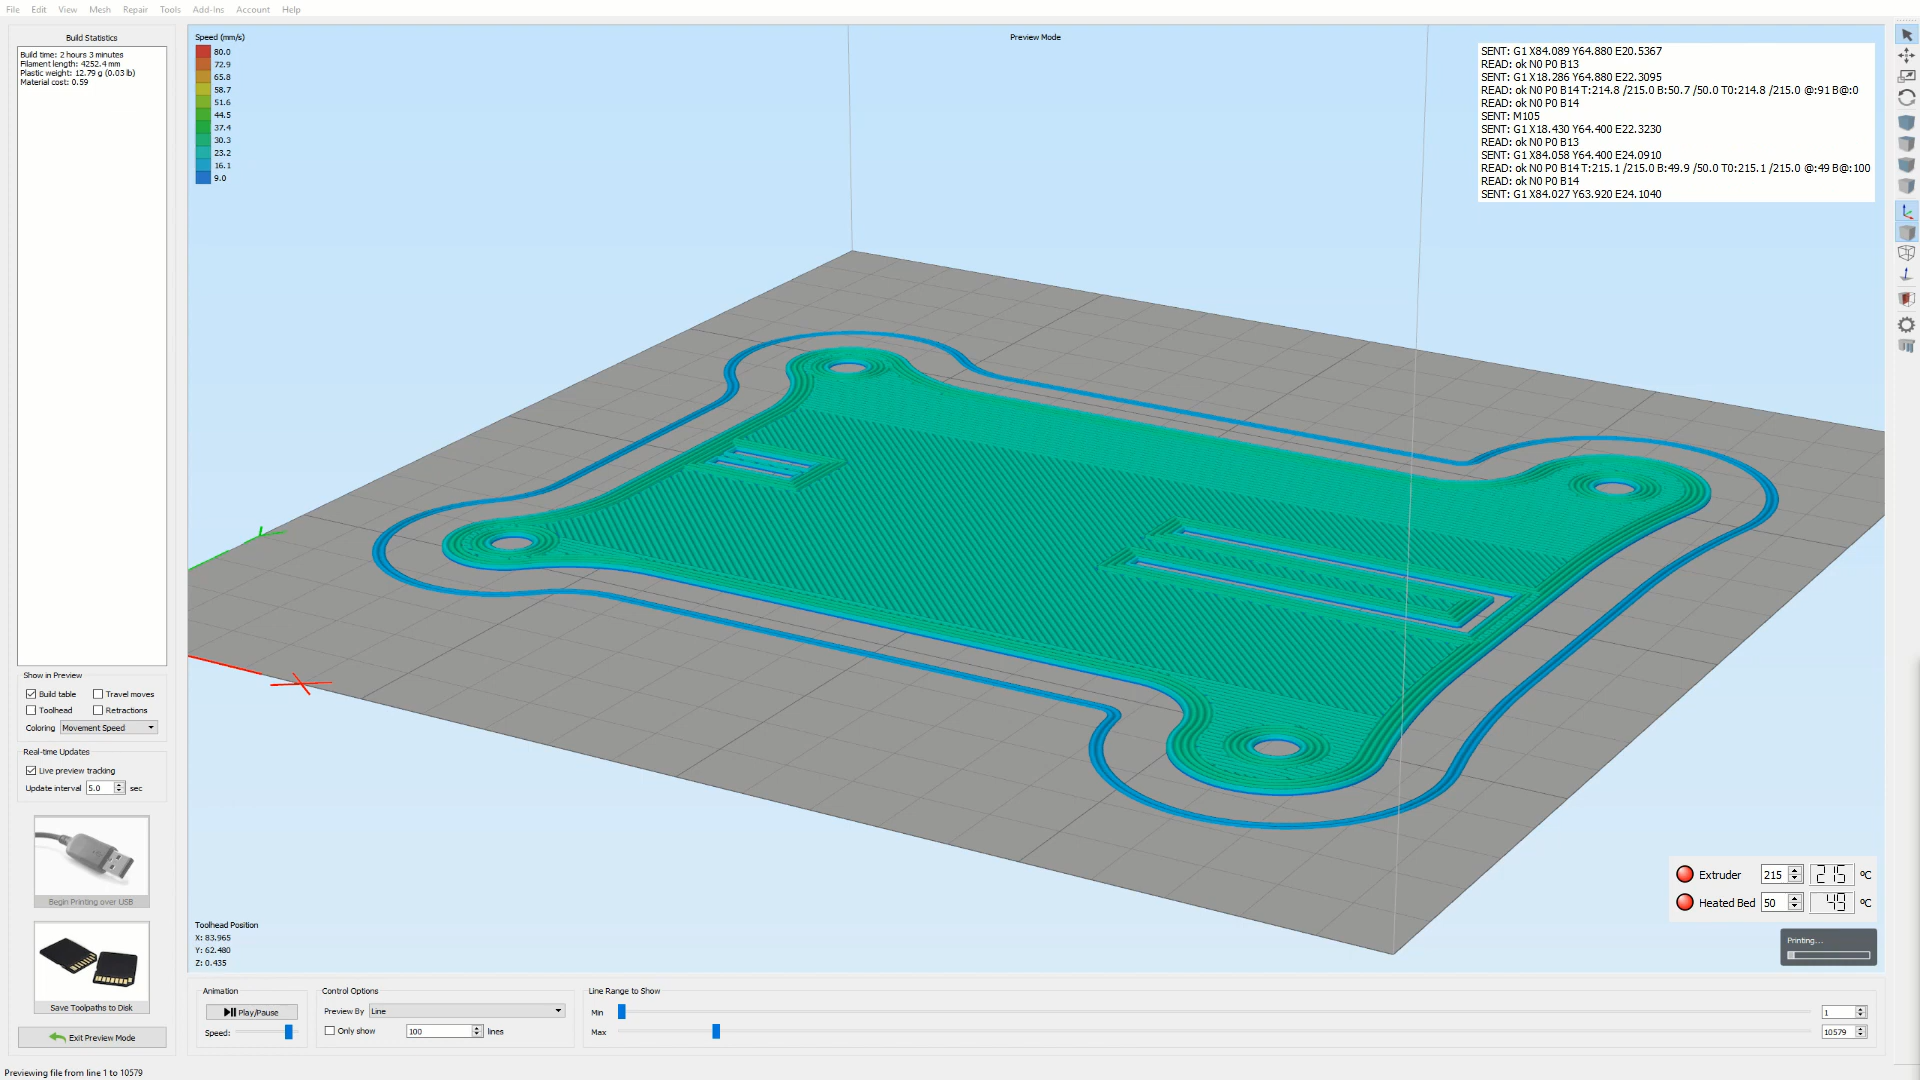 File Edit View Mesh Repair Tools Add-Ins Account Help
Build Statistics
Build time: 2 hours 3 minutes
Filament length: 4252.4 mm
Plastic weight: 12.79 g (0.03 lb)
Material cost: 0.59
Speed (mm/s)
80.0
72.9
65.8
58.7
51.6
44.5
37.4
30.3
23.2
16.1
9.0
Preview Mode
SENT: G1 X84.089 Y64.880 E20.5367
READ: ok N0 P0 B13
SENT: G1 X18.286 Y64.880 E22.3095
READ: ok N0 P0 B14 T:214.8 /215.0 B:50.7 /50.0 T0:214.8 /215.0 @:91 B@:0
READ: ok N0 P0 B14
SENT: M105
SENT: G1 X18.430 Y64.400 E22.3230
READ: ok N0 P0 B13
SENT: G1 X84.058 Y64.400 E24.0910
READ: ok N0 P0 B14 T:215.1 /215.0 B:49.9 /50.0 T0:215.1 /215.0 @:49 B@:100
READ: ok N0 P0 B14
SENT: G1 X84.027 Y63.920 E24.1040
Show in Preview
Build table Travel moves
Toolhead Retractions
Coloring Movement Speed
Real-time Updates
Live preview tracking
Update interval 5.0 sec
Begin Printing over USB
Save Toolpaths to Disk
Exit Preview Mode
Toolhead Position
X: 83.965
Y: 62.480
Z: 0.435
Extruder 215 215 ºC
Heated Bed 50 49 ºC
Printing...
Animation
Play/Pause
Speed:
Control Options
Preview By Line
Only show 100 lines
Line Range to Show
Min 1
Max 10579
Previewing file from line 1 to 10579